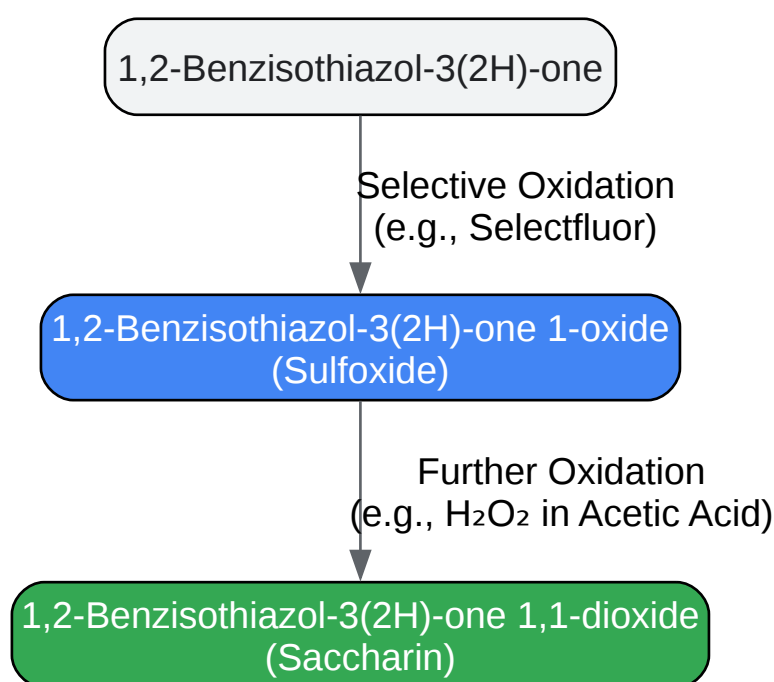 1,2-Benzisothiazol-3(2H)-one
Selective Oxidation
(e.g., Selectfluor)
1,2-Benzisothiazol-3(2H)-one 1-oxide
(Sulfoxide)
Further Oxidation
(e.g., H₂O₂ in Acetic Acid)
1,2-Benzisothiazol-3(2H)-one 1,1-dioxide
(Saccharin)